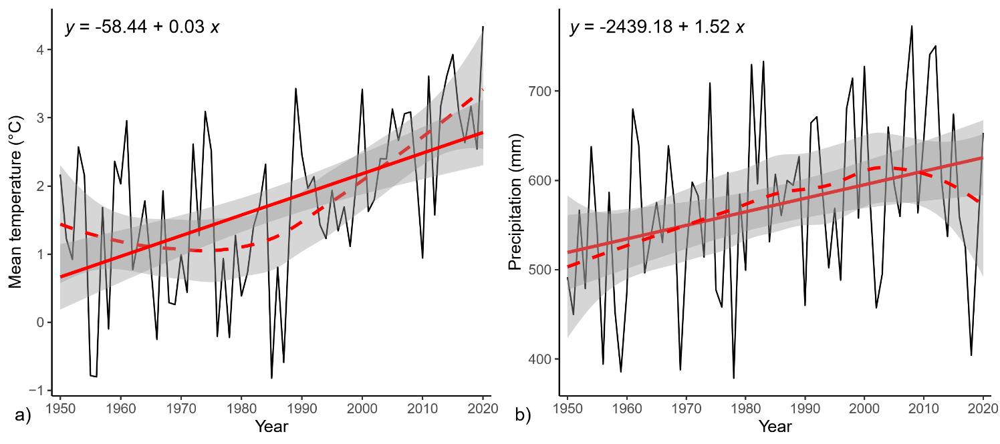 y = -58.44 + 0.03 x
4
3
2
1
0
−1
Mean temperature (°C)
1950 1960 1970 1980 1990 2000 2010 2020
Year
a)
y = -2439.18 + 1.52 x
700
600
500
400
Precipitation (mm)
1950 1960 1970 1980 1990 2000 2010 2020
Year
b)